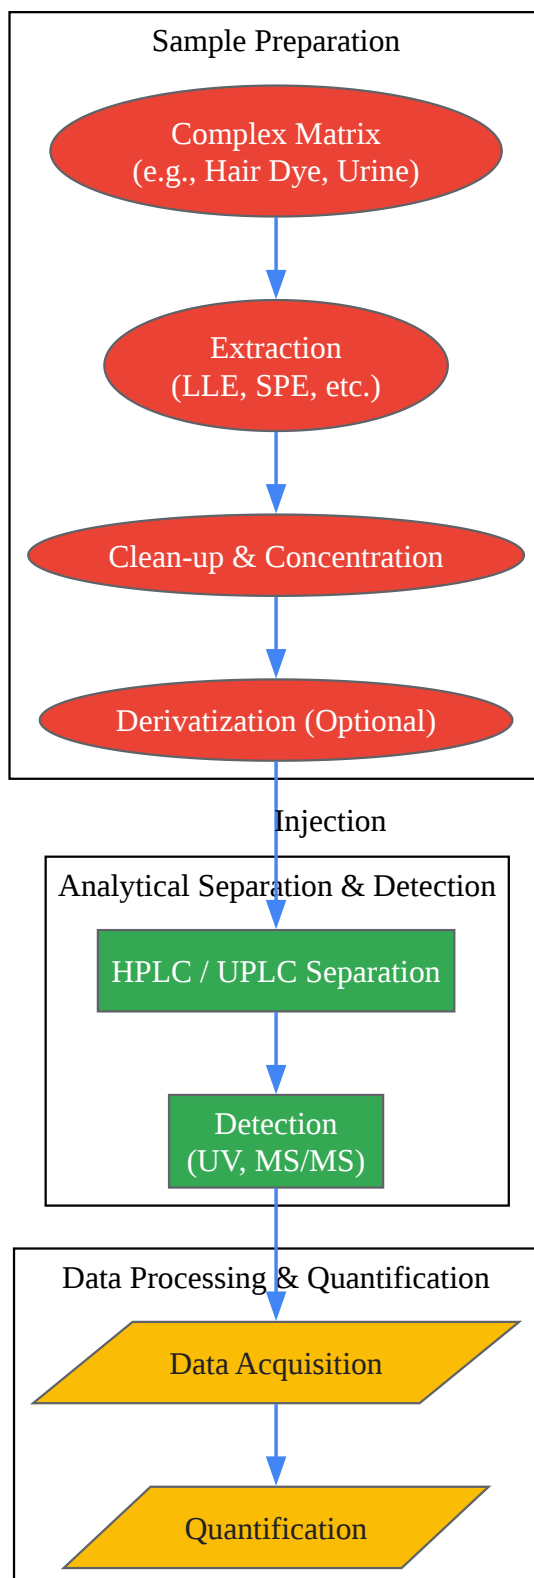 Sample Preparation
Complex Matrix
(e.g., Hair Dye, Urine)
Extraction
(LLE, SPE, etc.)
Clean-up & Concentration
Derivatization (Optional)
Injection
Analytical Separation & Detection
HPLC / UPLC Separation
Detection
(UV, MS/MS)
Data Processing & Quantification
Data Acquisition
Quantification